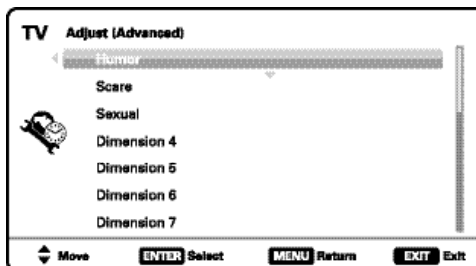 TV Adjust (Advanced)
Humor
Scare
Sexual
Dimension 4
Dimension 5
Dimension 6
Dimension 7
Move ENTER Select MENU Return EXIT Exit